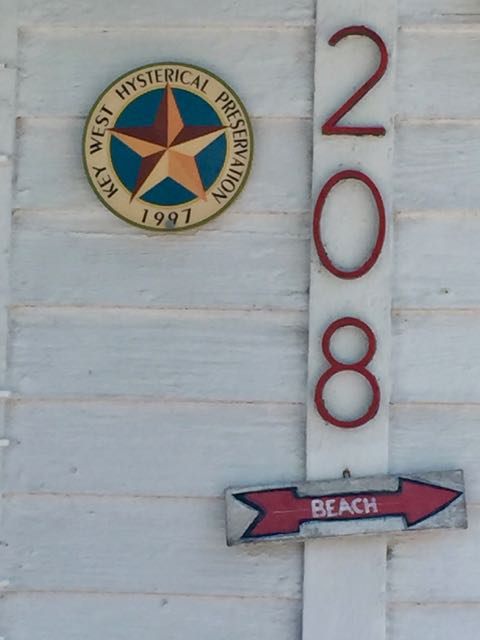 KEY WEST HYSTERICAL PRESERVATION
1997
208
BEACH